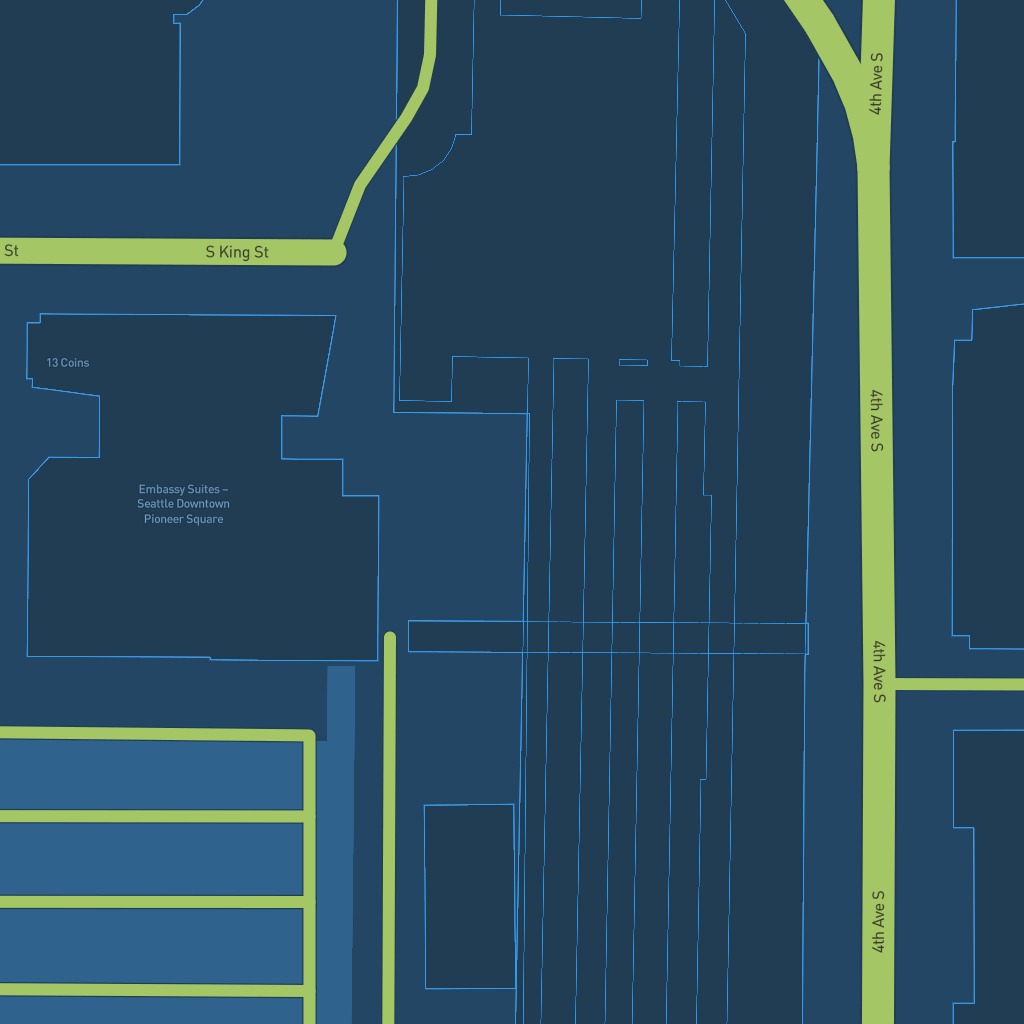 4th Ave S
St
S King St
13 Coins
4th Ave S
Embassy Suites –
Seattle Downtown
Pioneer Square
4th Ave S
4th Ave S